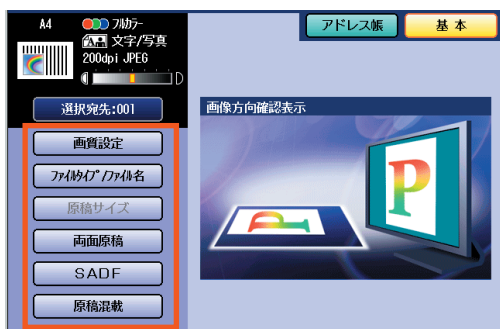 A4 フルカラー
文字/写真
200dpi JPEG
アドレス帳
基本
選択宛先:001
画像方向確認表示
画質設定
ファイルタイプ/ファイル名
原稿サイズ
両面原稿
SADF
原稿混載
P
P